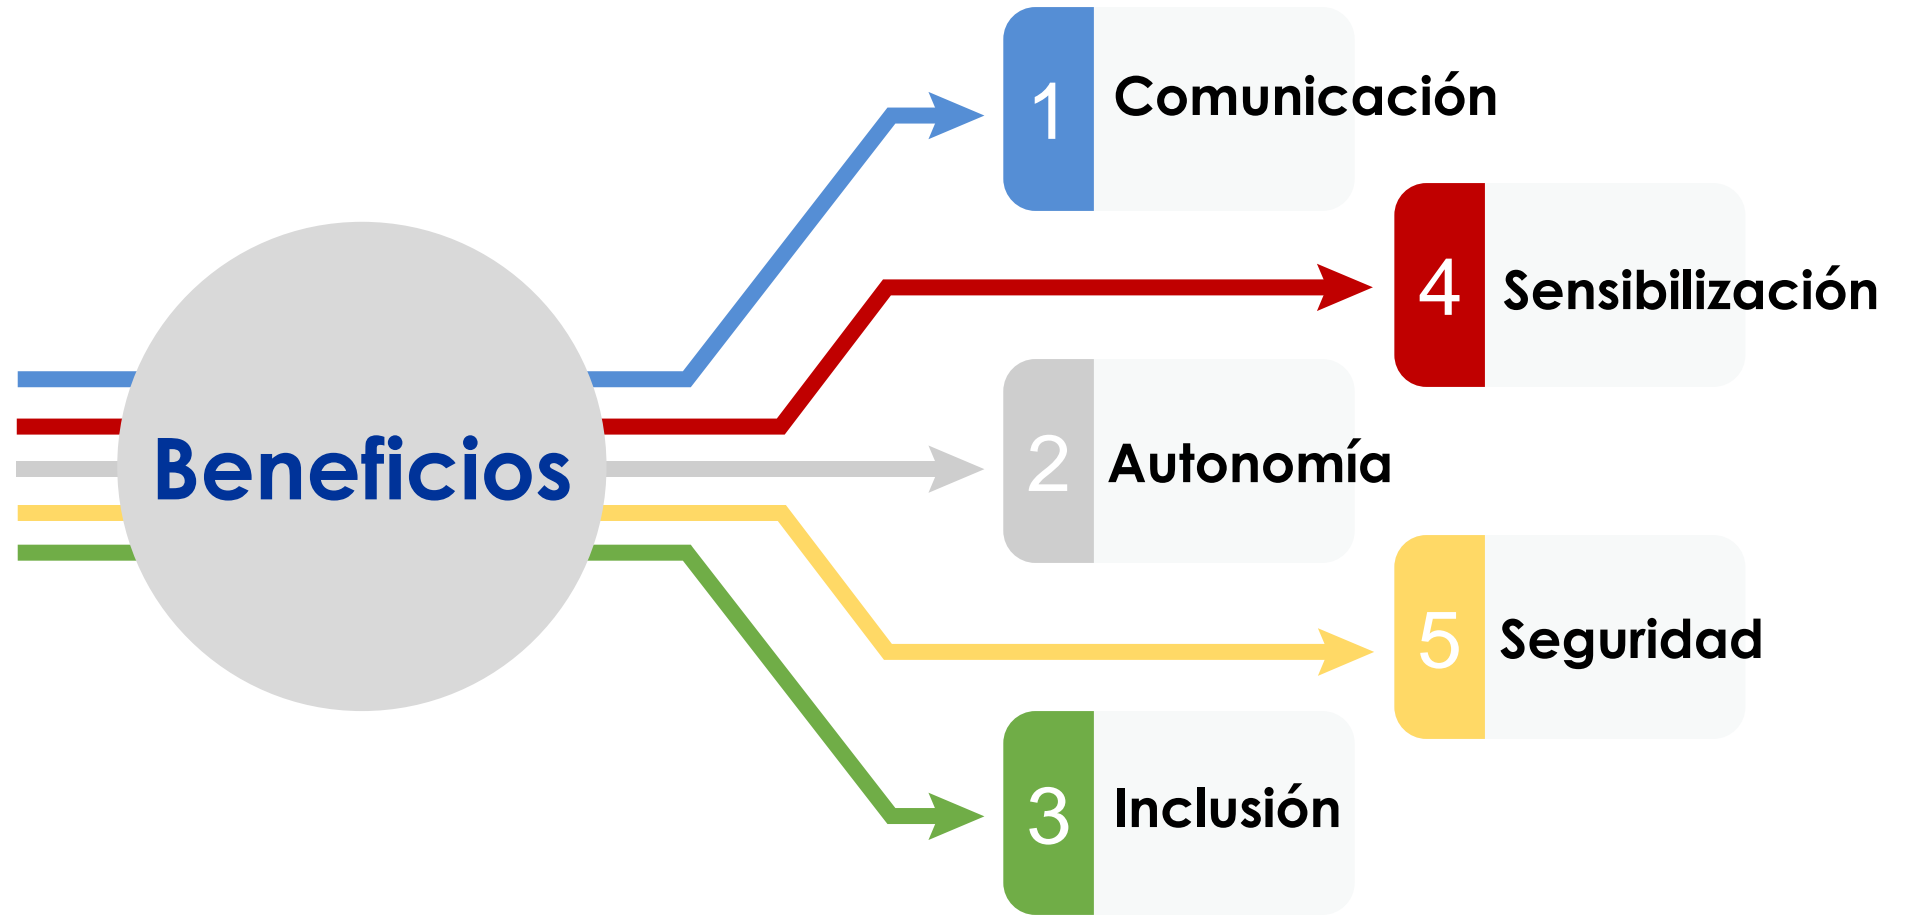 Beneficios
1
Comunicación
4
Sensibilización
2
Autonomía
5
Seguridad
3
Inclusión